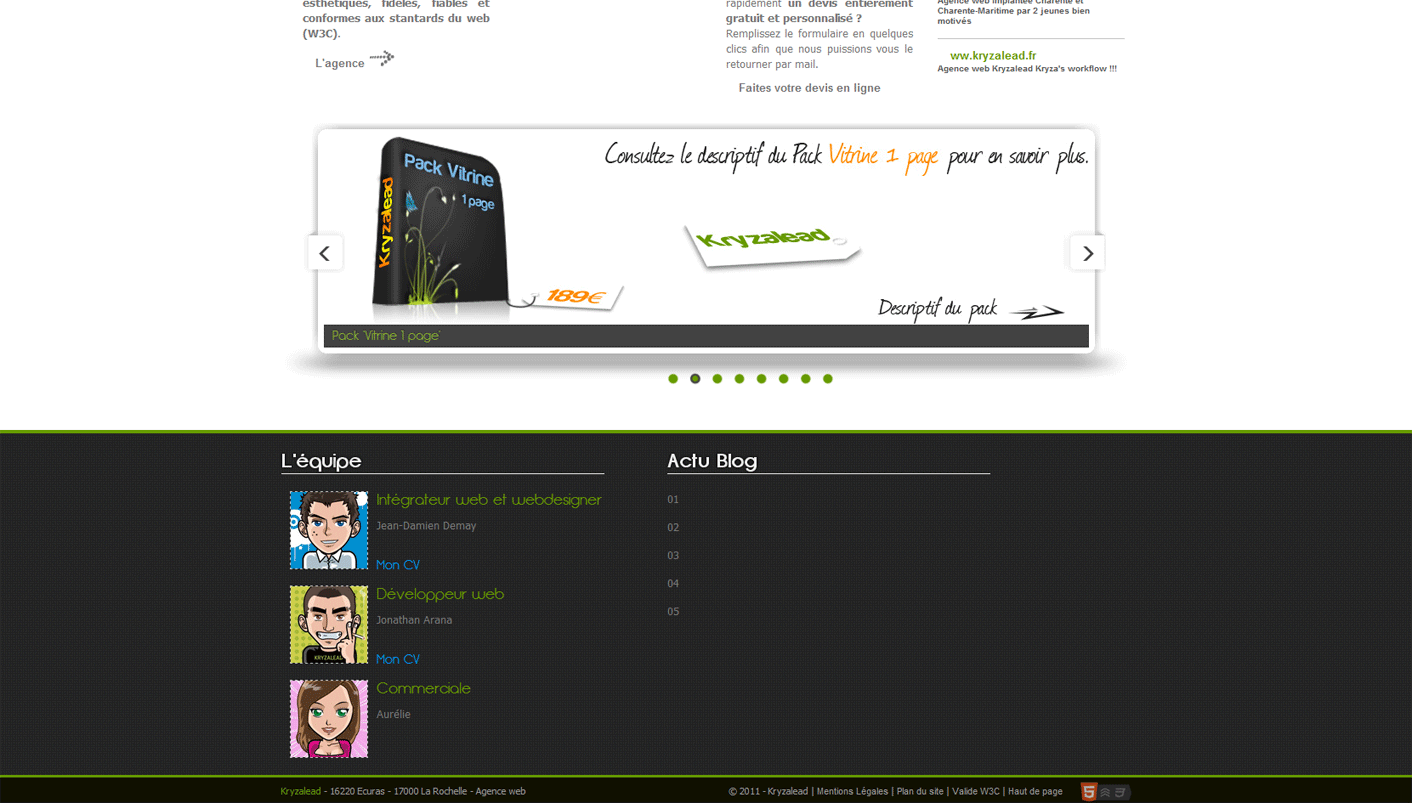 esthétiques, fidèles, fiables et
conformes aux standarts du web
(W3C).
L'agence
rapidement un devis entièrement
gratuit et personnalisé ?
Remplissez le formulaire en quelques
clics afin que nous puissions vous le
retourner par mail.
Faites votre devis en ligne
Agence web implantée Charente et
Charente-Maritime par 2 jeunes bien
motivés
ww.kryzalead.fr
Agence web Kryzalead Kryza's workflow !!!
Consultez le descriptif du Pack Vitrine 1 page pour en savoir plus.
Pack Vitrine
1 page
Kryzalead
Kryzalead
189€
Descriptif du pack
Pack 'Vitrine 1 page'
L'équipe
Intégrateur web et webdesigner
Jean-Damien Demay
Mon CV
Développeur web
Jonathan Arana
KRYZALEAD
Mon CV
Commerciale
Aurélie
Actu Blog
01
02
03
04
05
Kryzalead - 16220 Ecuras - 17000 La Rochelle - Agence web
© 2011 - Kryzalead | Mentions Légales | Plan du site | Valide W3C | Haut de page